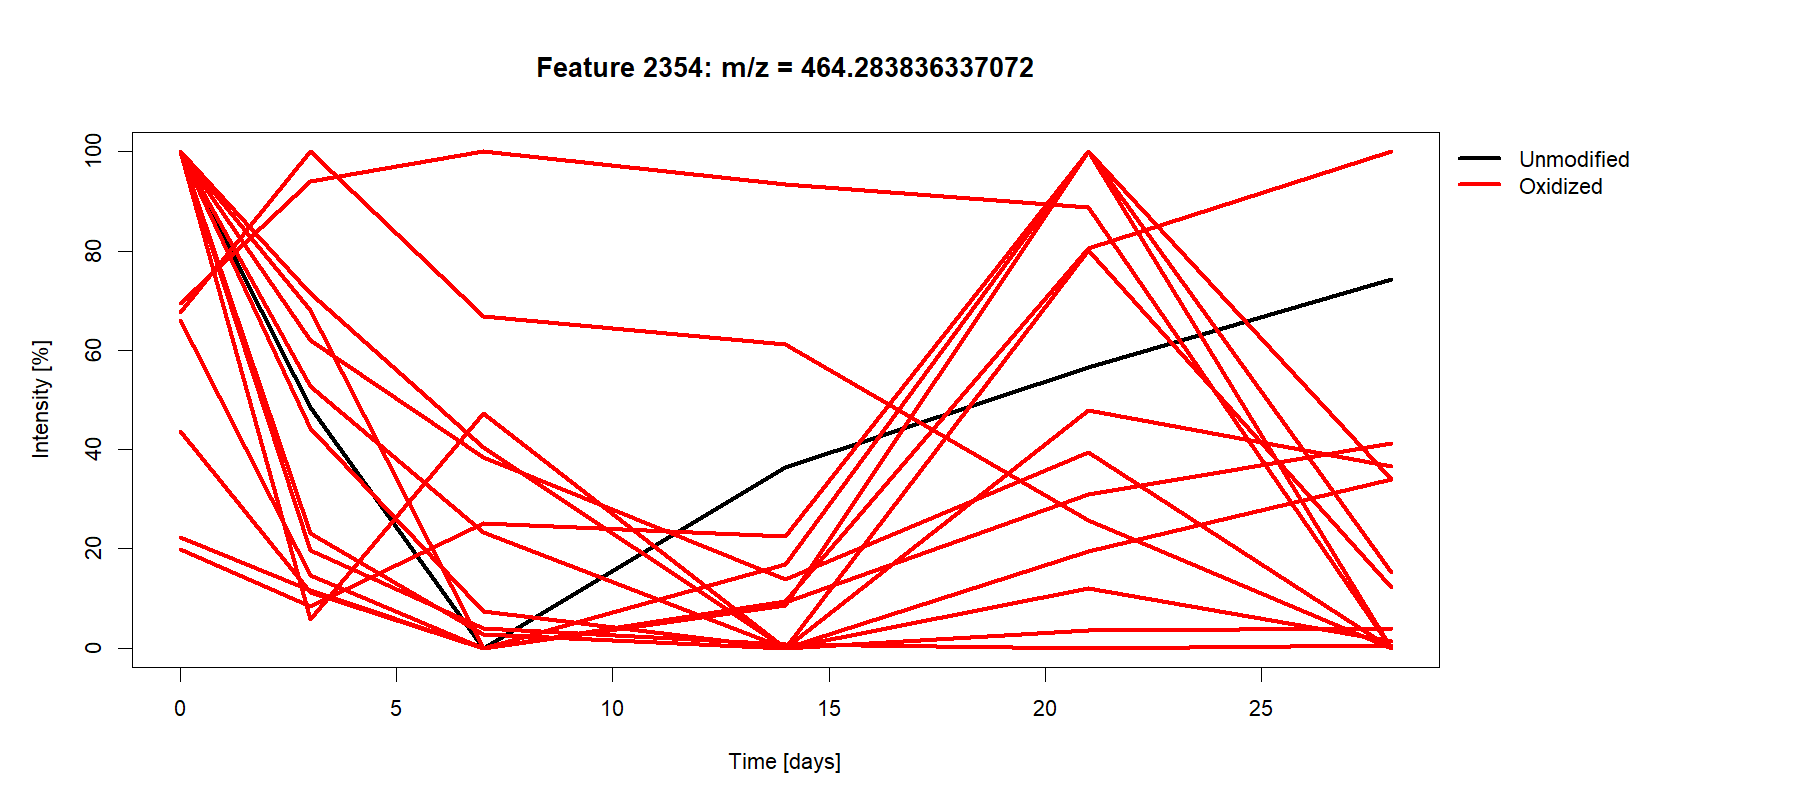 Feature 2354: m/z = 464.283836337072
Unmodified
Oxidized
Intensity [%]
100
80
60
40
20
0
0 5 10 15 20 25
Time [days]